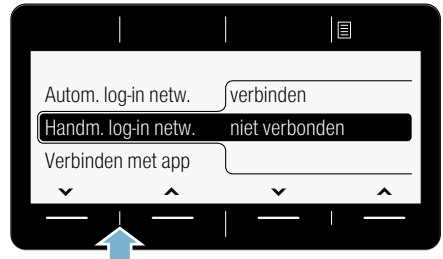 Autom. log-in netw. verbinden
Handm. log-in netw. niet verbonden
Verbinden met app